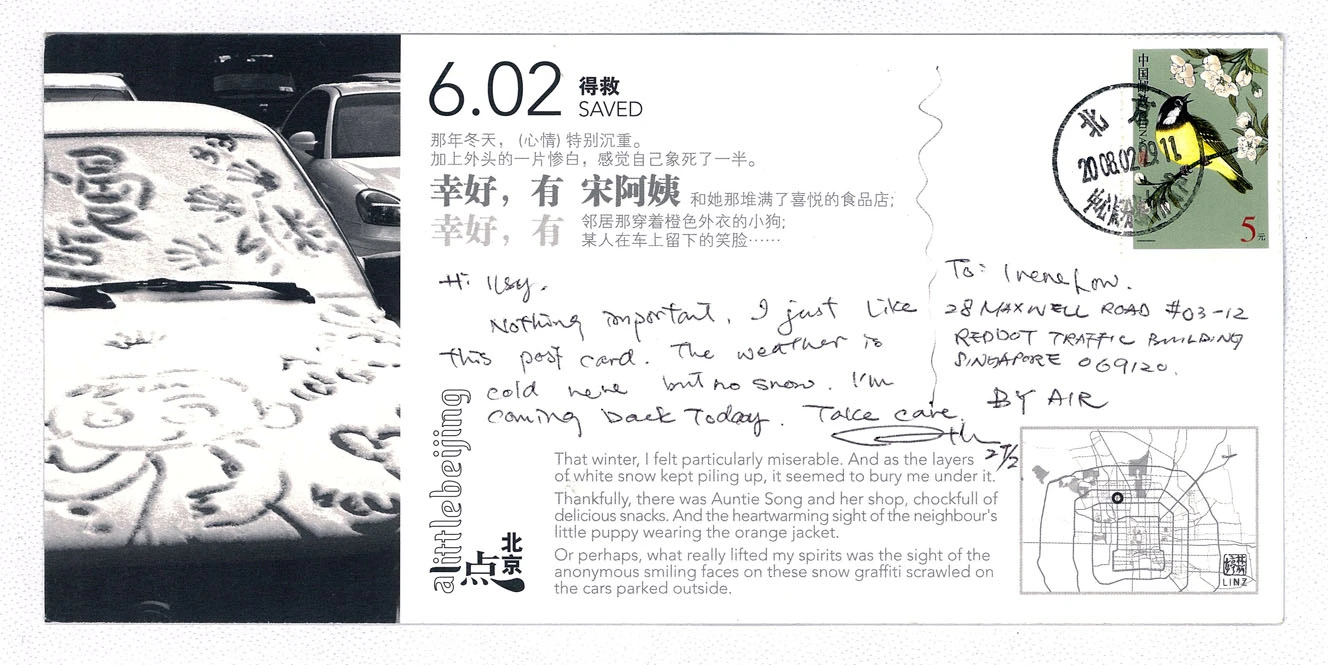 6.02 得救
SAVED
那年冬天，(心情) 特别沉重。
加上外头的一片惨白，感觉自己象死了一半。
幸好，有 宋阿姨 和她那堆满了喜悦的食品店;
幸好，有 邻居那穿着橙色外衣的小狗;
某人在车上留下的笑脸……
Hi
Nothing important, I just like
this post card. The weather is
cold here but no snow. I'm
coming back Today. Take care.
27/2
a little beijing
北京
点
That winter, I felt particularly miserable. And as the layers
of white snow kept piling up, it seemed to bury me under it.
Thankfully, there was Auntie Song and her shop, chockfull of
delicious snacks. And the heartwarming sight of the neighbour's
little puppy wearing the orange jacket.
Or perhaps, what really lifted my spirits was the sight of the
anonymous smiling faces on these snow graffiti scrawled on
the cars parked outside.
中国邮政
北京
2008.02.29.11
5元
To: Irene Low.
28 MAXWELL ROAD #03-12
REDDOT TRAFFIC BUILDING
SINGAPORE 069120.
BY AIR
LINZ